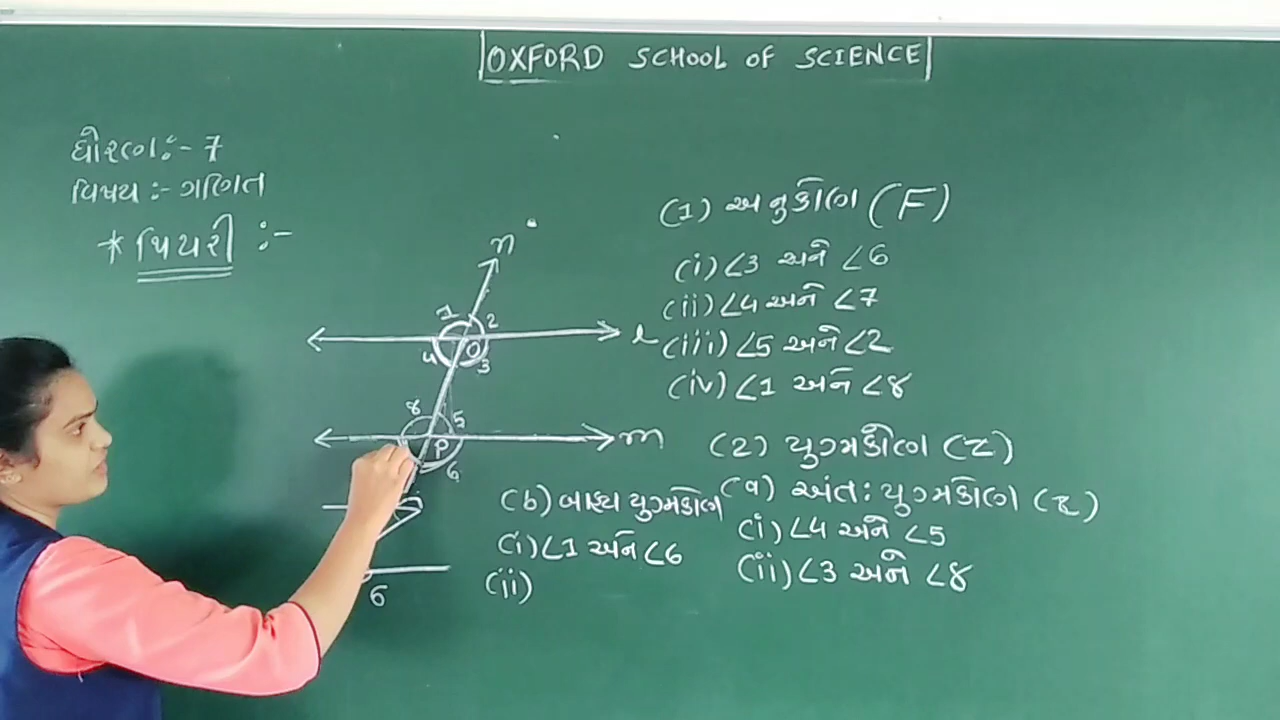 OXFORD SCHOOL OF SCIENCE
ધોરણ:- 7
વિષય :- ગણિત
* થિયરી :-
n
1 2
l
4 O 3
8 5
m
P
6
6
(1) અનુકોણ (F)
(i) ∠3 અને ∠6
(ii) ∠4 અને ∠7
(iii) ∠5 અને ∠2
(iv) ∠1 અને ∠8
(2) યુગ્મકોણ (Z)
(a) અંત: યુગ્મકોણ (Z)
(i) ∠4 અને ∠5
(ii) ∠3 અને ∠8
(b) બાહ્ય યુગ્મકોણ
(i) ∠1 અને ∠6
(ii)